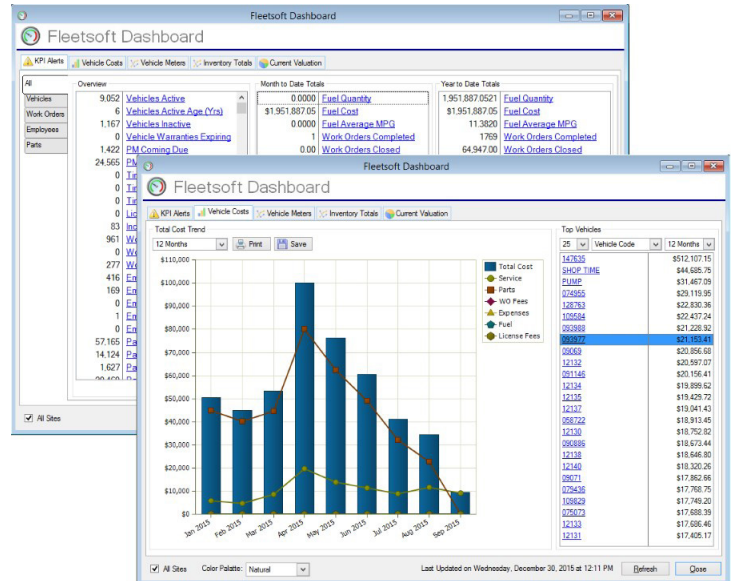 Fleetsoft Dashboard
Fleetsoft Dashboard
KPI Alerts Vehicle Costs Vehicle Meters Inventory Totals Current Valuation
All
Vehicles
Work Orders
Employees
Parts
Overview
9,052 Vehicles Active
6 Vehicles Active Age (Yrs)
1,167 Vehicles Inactive
0 Vehicle Warranties Expiring
1,422 PM Coming Due
24,565
0
0
0
0
83
961
0
277
416
169
0
1
0
57,165
14,124
1,627
Month to Date Totals
0.0000 Fuel Quantity
$1,951,887.05 Fuel Cost
0.0000 Fuel Average MPG
1 Work Orders Completed
0.00 Work Orders Closed
Year to Date Totals
1,951,887.0521 Fuel Quantity
$1,951,887.05 Fuel Cost
11.3820 Fuel Average MPG
1769 Work Orders Completed
64,947.00 Work Orders Closed
All Sites
Fleetsoft Dashboard
Fleetsoft Dashboard
KPI Alerts Vehicle Costs Vehicle Meters Inventory Totals Current Valuation
Total Cost Trend
12 Months Print Save
$110,000
$100,000
$90,000
$80,000
$70,000
$60,000
$50,000
$40,000
$30,000
$20,000
$10,000
$0
Jan 2015 Feb 2015 Mar 2015 Apr 2015 May 2015 Jun 2015 Jul 2015 Aug 2015 Sep 2015
Total Cost
Service
Parts
WO Fees
Expenses
Fuel
License Fees
Top Vehicles
25 Vehicle Code 12 Months
147635 $512,107.15
SHOP TIME $44,685.75
PUMP $31,467.09
074955 $29,119.95
128763 $22,830.36
109584 $22,437.24
093988 $21,228.92
093977 $21,153.41
09069 $20,856.68
12132 $20,597.07
091146 $20,156.41
12134 $19,899.62
12135 $19,429.72
12137 $19,041.43
058722 $18,913.45
12130 $18,752.82
090886 $18,673.44
12138 $18,646.80
12140 $18,320.26
09071 $17,862.66
075436 $17,768.75
109829 $17,749.20
075073 $17,688.39
12133 $17,686.46
12131 $17,405.17
All Sites Color Palatte: Natural
Last Updated on Wednesday, December 30, 2015 at 12:11 PM Refresh Close